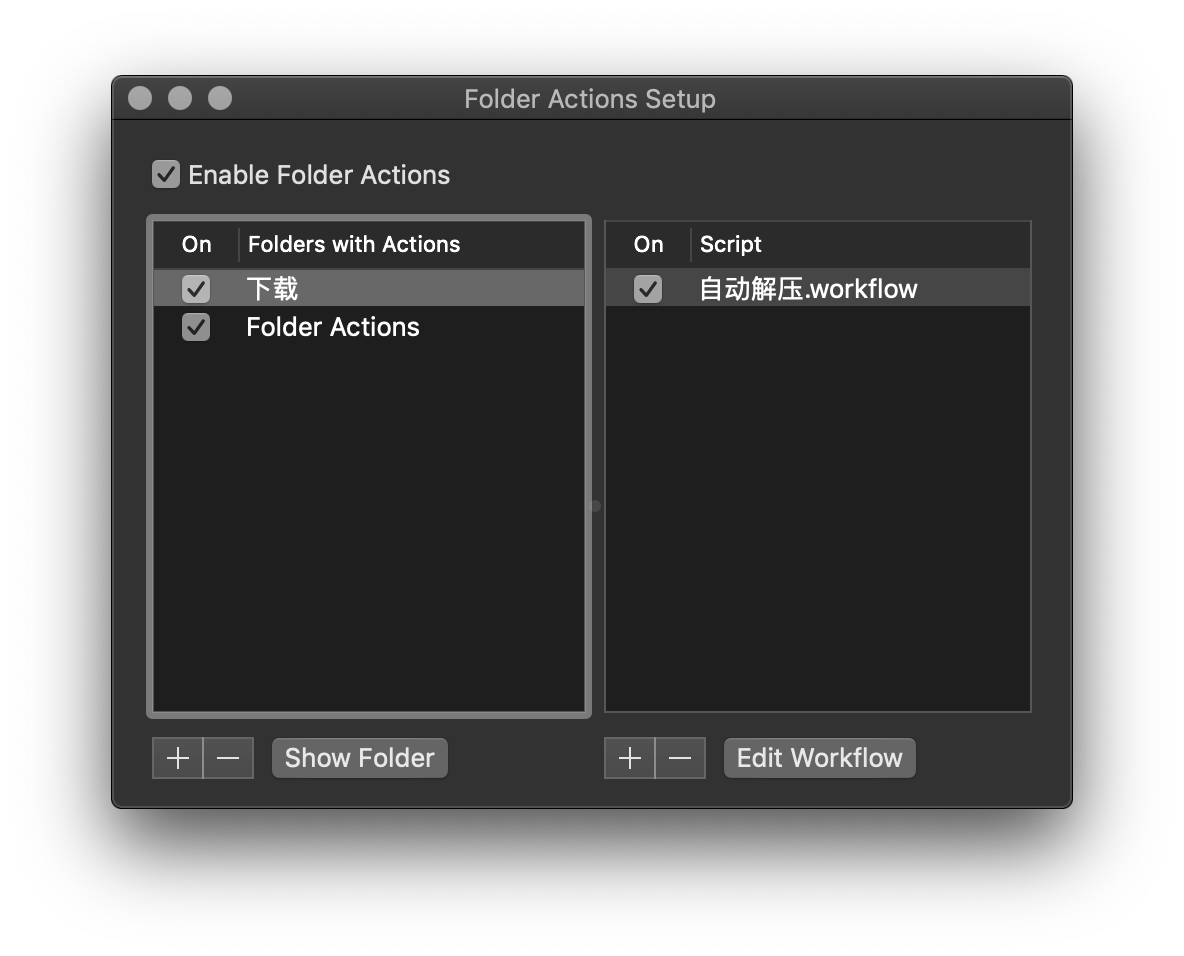 Folder Actions Setup
Enable Folder Actions
On Folders with Actions
下载
Folder Actions
On Script
自动解压.workflow
Show Folder
Edit Workflow